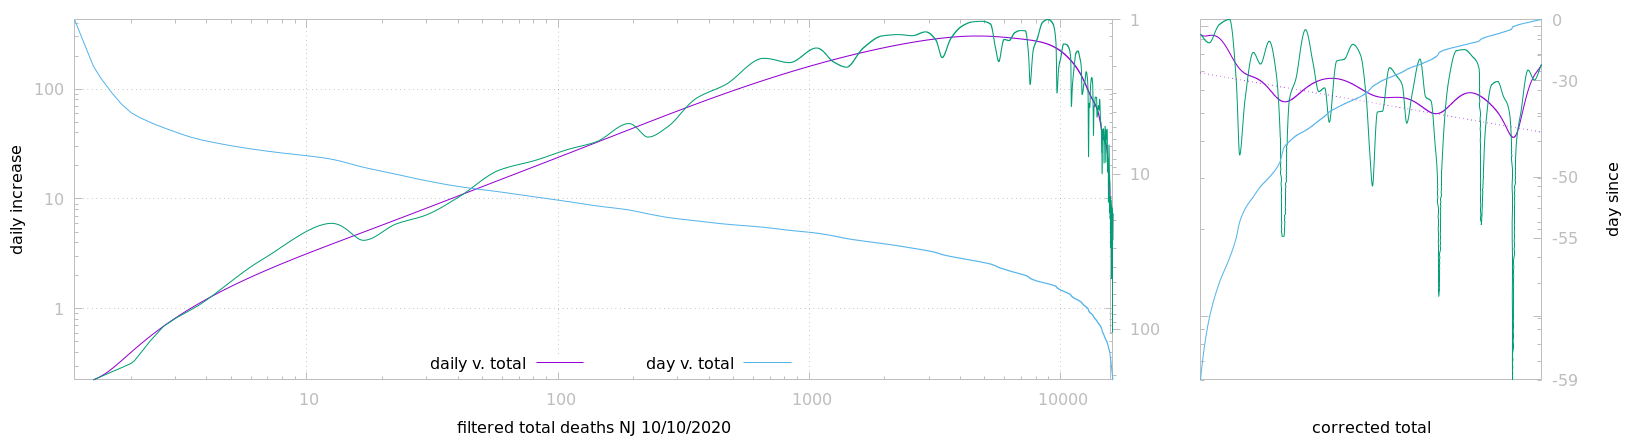 daily increase
100
10
1
daily v. total
day v. total
10
100
1000
10000
filtered total deaths NJ 10/10/2020
1
10
100
0
-30
-50
-55
-59
day since
corrected total